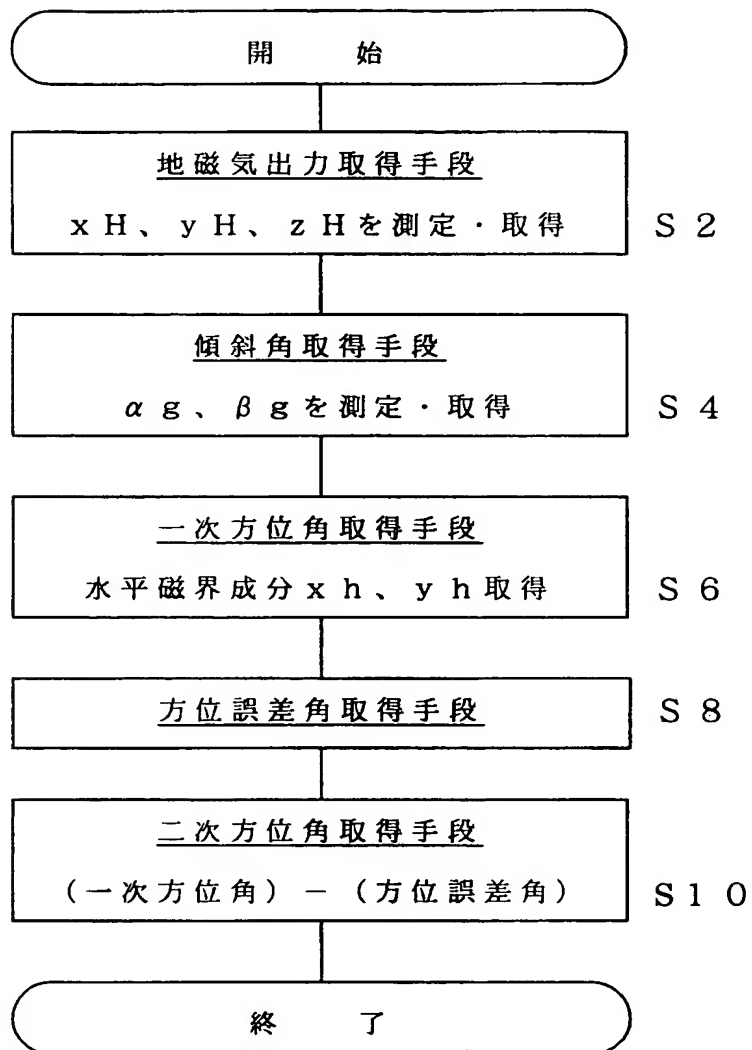 開 始
地磁気出力取得手段
xH、yH、zHを測定・取得
S2
傾斜角取得手段
αg、βgを測定・取得
S4
一次方位角取得手段
水平磁界成分xh、yh取得
S6
方位誤差角取得手段
S8
二次方位角取得手段
(一次方位角)-(方位誤差角)
S10
終 了